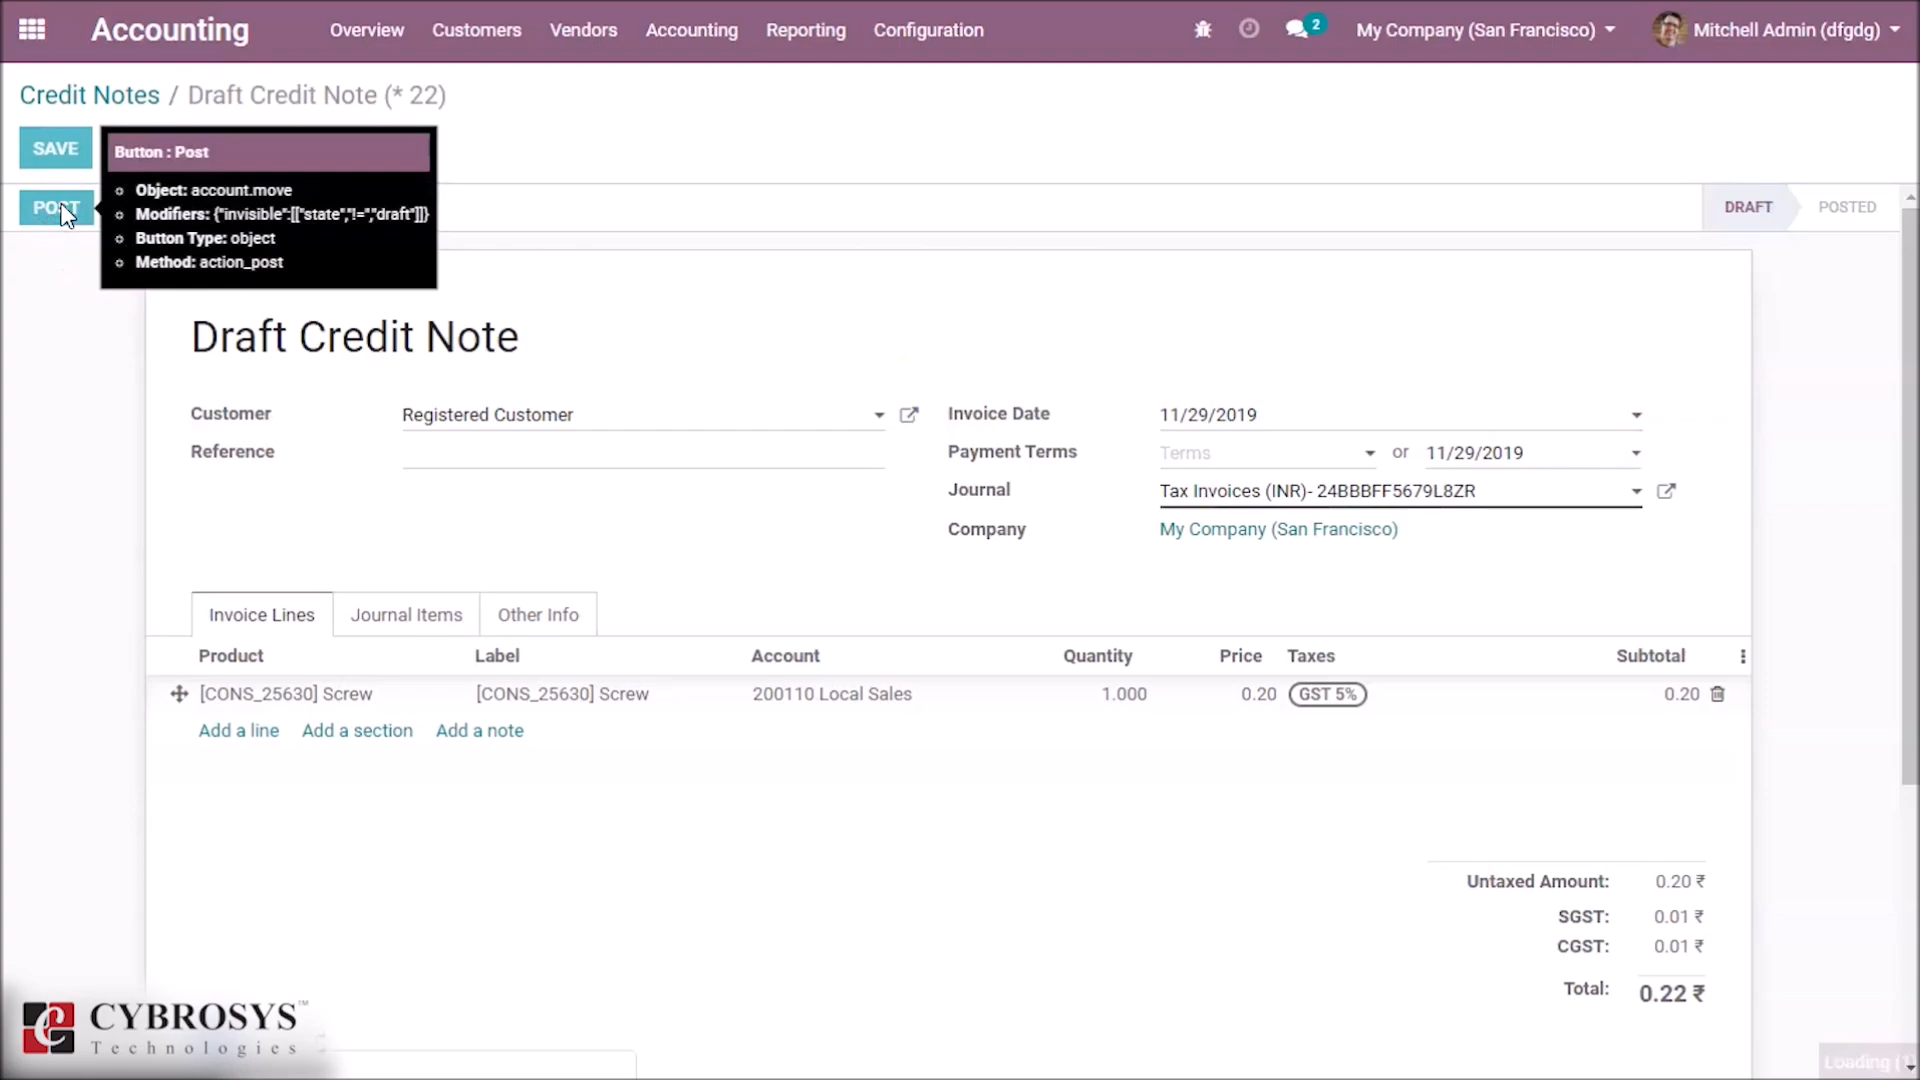 Accounting Overview Customers Vendors Accounting Reporting Configuration 2 My Company (San Francisco) Mitchell Admin (dfgdg)
Credit Notes / Draft Credit Note (* 22)
SAVE
Button : Post
Object: account.move
Modifiers: {"invisible":[["state","!=","draft"]]}
Button Type: object
Method: action_post
POST
DRAFT POSTED
Draft Credit Note
Customer Registered Customer Invoice Date 11/29/2019
Reference Payment Terms Terms or 11/29/2019
Journal Tax Invoices (INR)- 24BBBFF5679L8ZR
Company My Company (San Francisco)
Invoice Lines Journal Items Other Info
Product Label Account Quantity Price Taxes Subtotal
[CONS_25630] Screw [CONS_25630] Screw 200110 Local Sales 1.000 0.20 GST 5% 0.20
Add a line Add a section Add a note
Untaxed Amount: 0.20 ₹
SGST: 0.01 ₹
CGST: 0.01 ₹
Total: 0.22 ₹
CYBROSYS™
Technologies
Loading